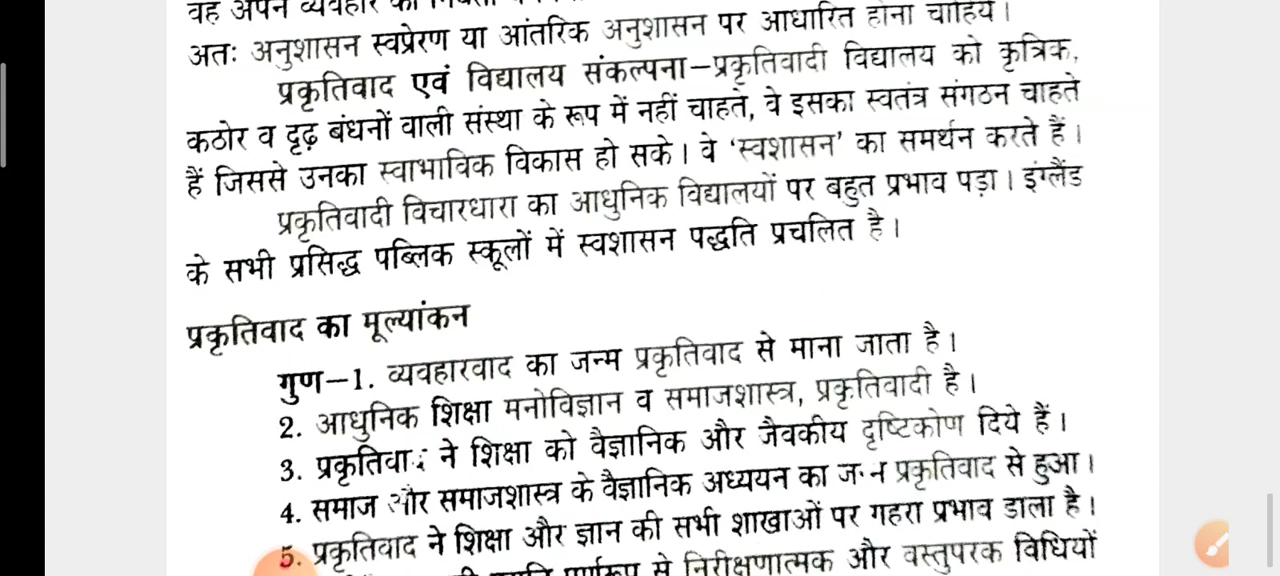 वह अपने व्यवहार का
अतः अनुशासन स्वप्रेरण या आंतरिक अनुशासन पर आधारित होना चाहिये।
प्रकृतिवाद एवं विद्यालय संकल्पना–प्रकृतिवादी विद्यालय को कृत्रिक,
कठोर व दृढ़ बंधनों वाली संस्था के रूप में नहीं चाहते, वे इसका स्वतंत्र संगठन चाहते
हैं जिससे उनका स्वाभाविक विकास हो सके। वे 'स्वशासन' का समर्थन करते हैं।
प्रकृतिवादी विचारधारा का आधुनिक विद्यालयों पर बहुत प्रभाव पड़ा। इंग्लैंड
के सभी प्रसिद्ध पब्लिक स्कूलों में स्वशासन पद्धति प्रचलित है।
प्रकृतिवाद का मूल्यांकन
गुण–1. व्यवहारवाद का जन्म प्रकृतिवाद से माना जाता है।
2. आधुनिक शिक्षा मनोविज्ञान व समाजशास्त्र, प्रकृतिवादी है।
3. प्रकृतिवाद ने शिक्षा को वैज्ञानिक और जैवकीय दृष्टिकोण दिये हैं।
4. समाज और समाजशास्त्र के वैज्ञानिक अध्ययन का जन्म प्रकृतिवाद से हुआ।
5. प्रकृतिवाद ने शिक्षा और ज्ञान की सभी शाखाओं पर गहरा प्रभाव डाला है।
पूर्णरूप से निरीक्षणात्मक और वस्तुपरक विधियों